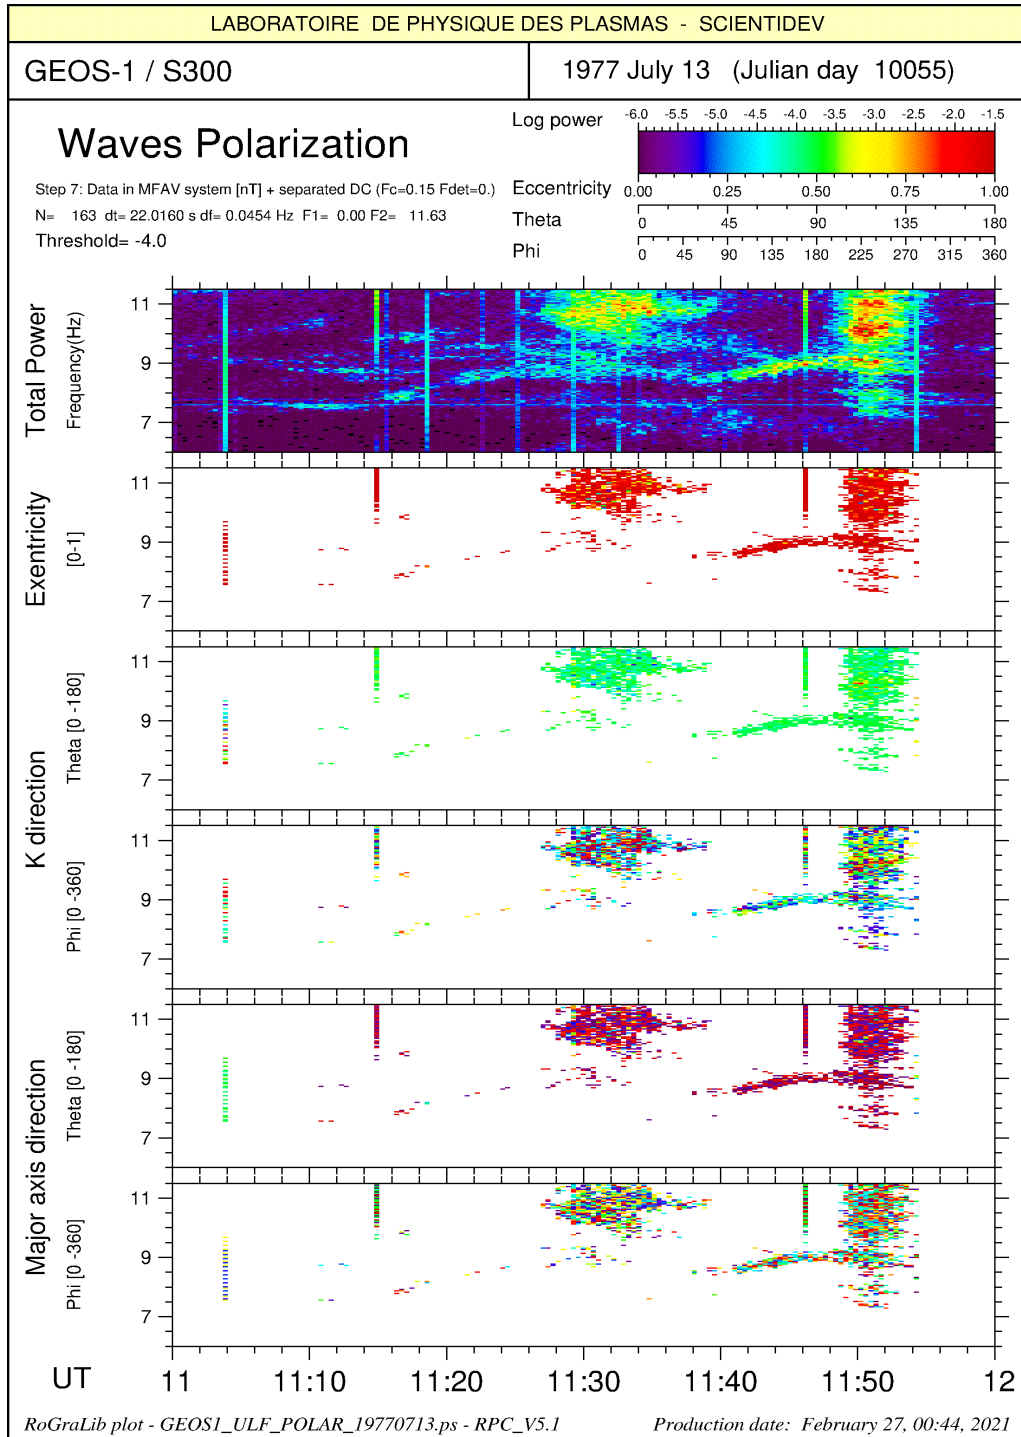 LABORATOIRE DE PHYSIQUE DES PLASMAS - SCIENTIDEV
GEOS-1 / S300
1977 July 13 (Julian day 10055)
Waves Polarization
Step 7: Data in MFAV system [nT] + separated DC (Fc=0.15 Fdet=0.)
N= 163 dt= 22.0160 s df= 0.0454 Hz F1= 0.00 F2= 11.63
Threshold= -4.0
Log power
-6.0 -5.5 -5.0 -4.5 -4.0 -3.5 -3.0 -2.5 -2.0 -1.5
Eccentricity
0.00 0.25 0.50 0.75 1.00
Theta
0 45 90 135 180
Phi
0 45 90 135 180 225 270 315 360
Total Power
Frequency(Hz)
11
9
7
Exentricity
[0-1]
11
9
7
K direction
Theta [0 -180]
11
9
7
Phi [0 -360]
11
9
7
Major axis direction
Theta [0 -180]
11
9
7
Phi [0 -360]
11
9
7
UT
11 11:10 11:20 11:30 11:40 11:50 12
RoGraLib plot - GEOS1_ULF_POLAR_19770713.ps - RPC_V5.1
Production date: February 27, 00:44, 2021